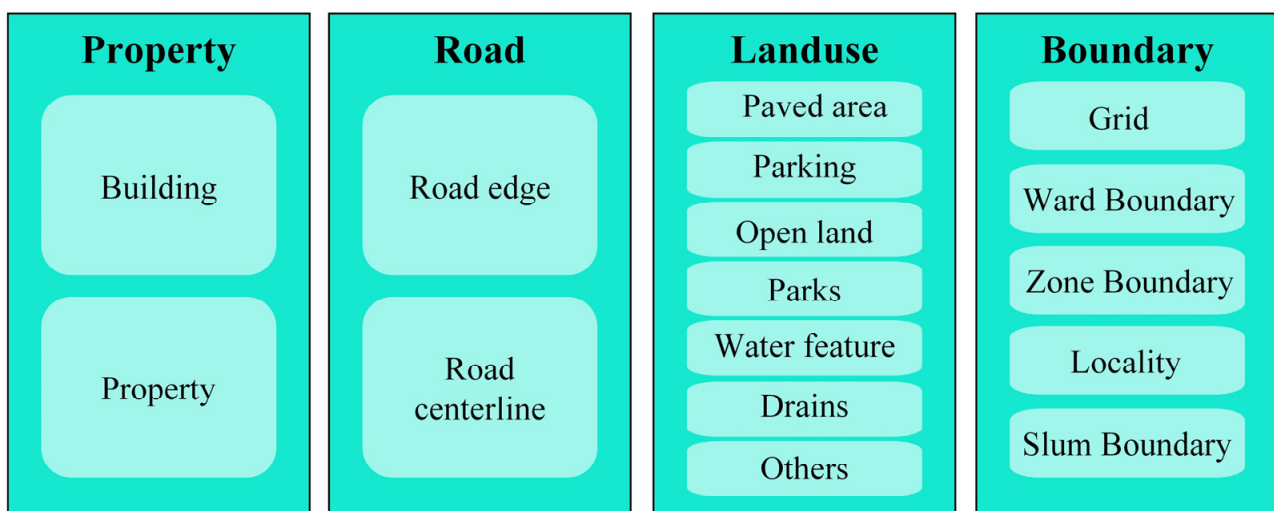 Property
Building
Property
Road
Road edge
Road
centerline
Landuse
Paved area
Parking
Open land
Parks
Water feature
Drains
Others
Boundary
Grid
Ward Boundary
Zone Boundary
Locality
Slum Boundary